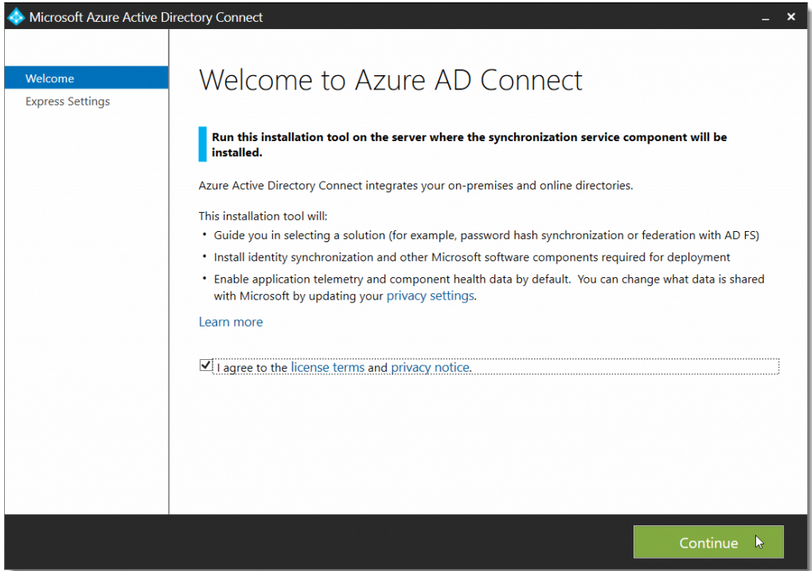 Microsoft Azure Active Directory Connect
Welcome
Express Settings
Welcome to Azure AD Connect
Run this installation tool on the server where the synchronization service component will be
installed.
Azure Active Directory Connect integrates your on-premises and online directories.
This installation tool will:
• Guide you in selecting a solution (for example, password hash synchronization or federation with AD FS)
• Install identity synchronization and other Microsoft software components required for deployment
• Enable application telemetry and component health data by default.  You can change what data is shared
with Microsoft by updating your privacy settings.
Learn more
I agree to the license terms and privacy notice.
Continue